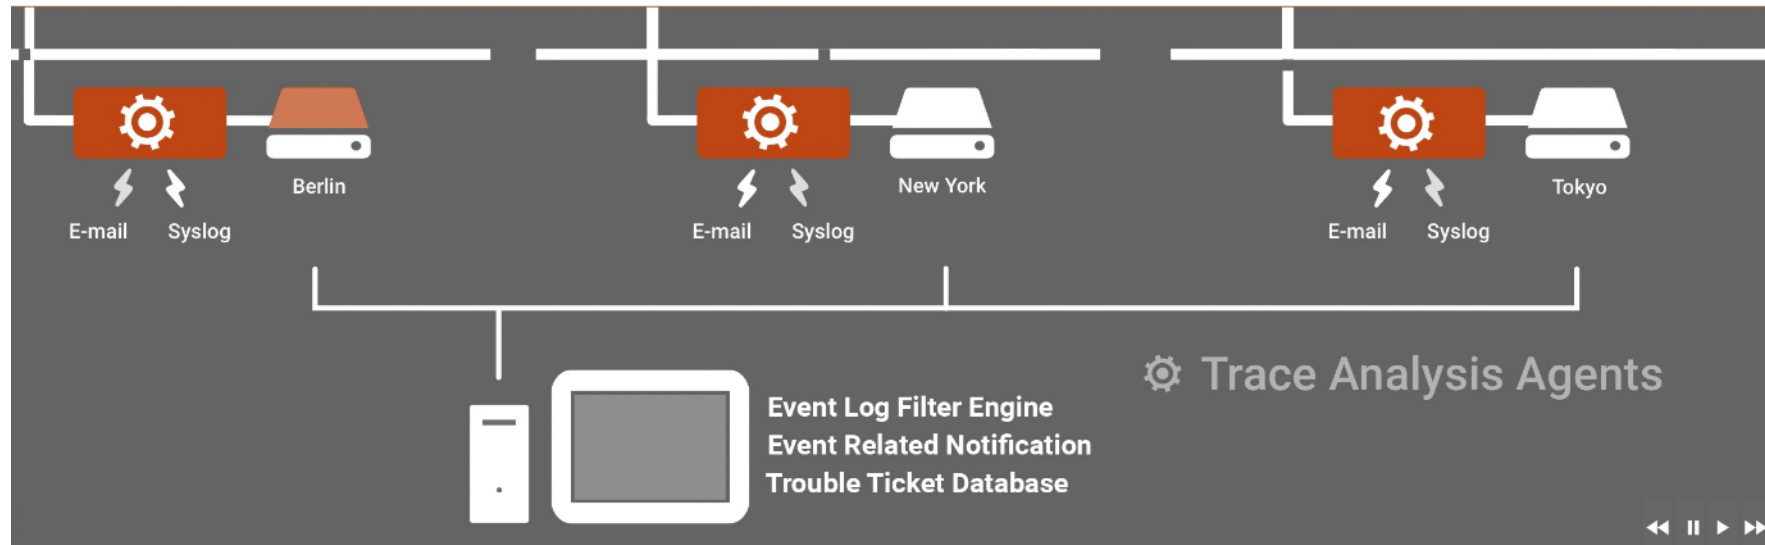 Berlin
New York
Tokyo
E-mail Syslog
E-mail Syslog
E-mail Syslog
Trace Analysis Agents
Event Log Filter Engine
Event Related Notification
Trouble Ticket Database